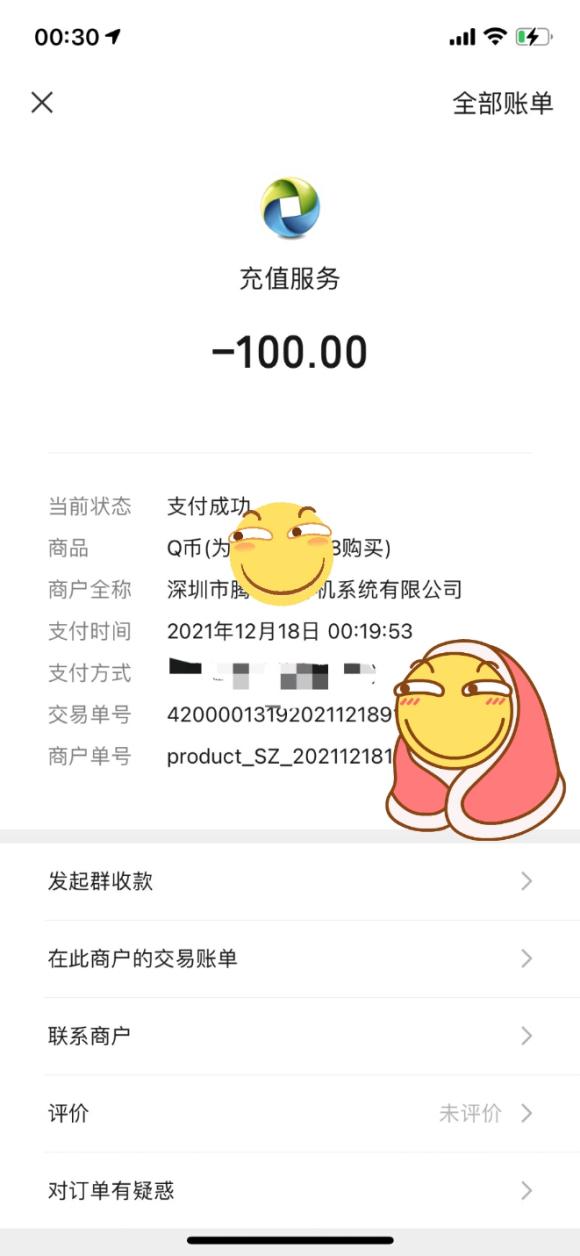 00:30
全部账单
充值服务
-100.00
当前状态 支付成功
商品 Q币(为 3购买)
商户全称 深圳市腾 机系统有限公司
支付时间 2021年12月18日 00:19:53
支付方式
交易单号 4200001319202112189
商户单号 product_SZ_202112181
发起群收款
在此商户的交易账单
联系商户
评价 未评价
对订单有疑惑